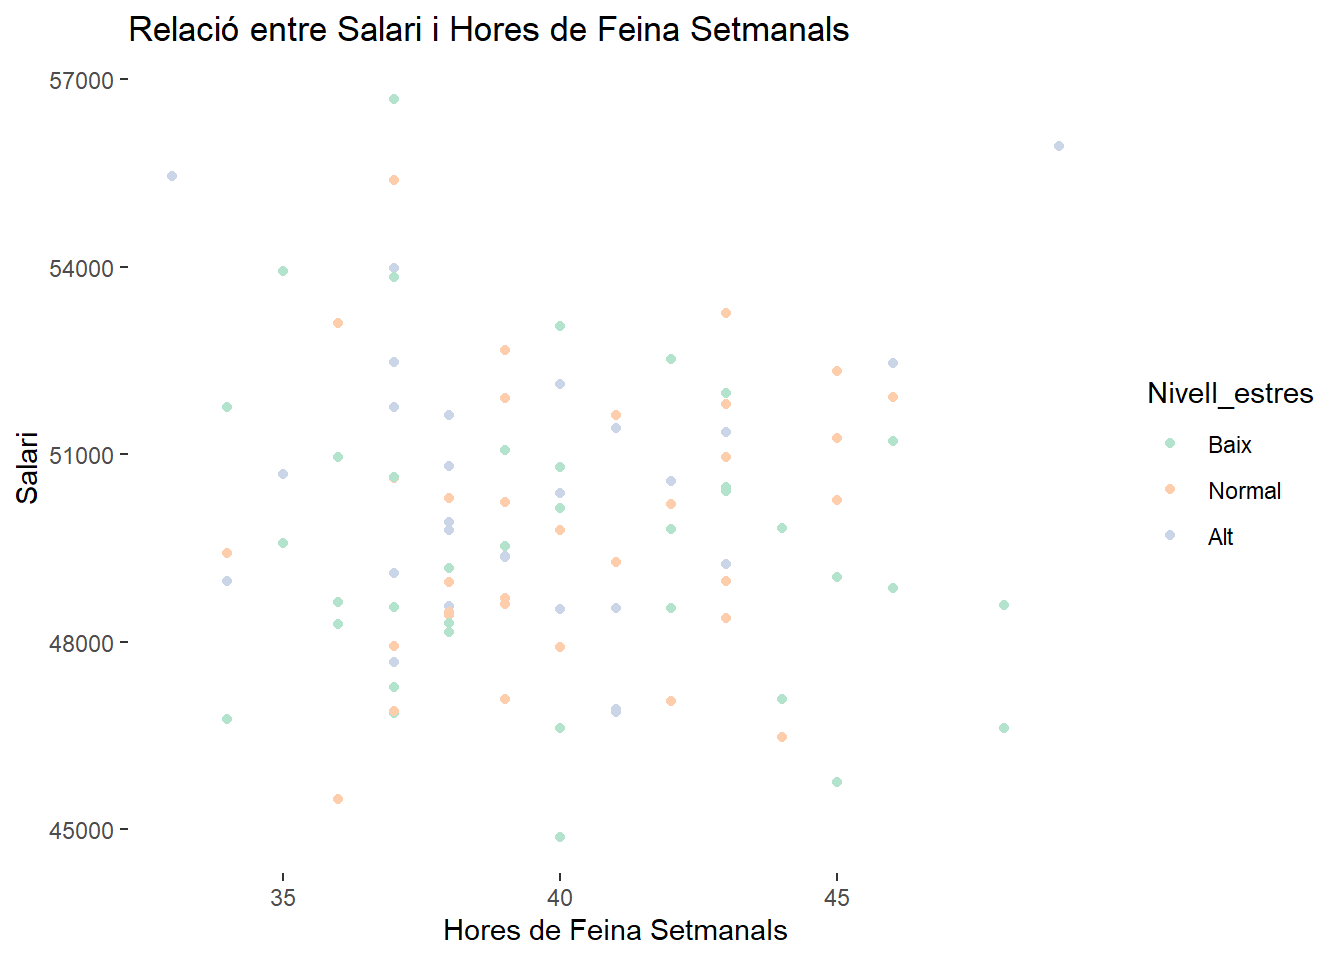 Relació entre Salari i Hores de Feina Setmanals
57000
54000
51000
48000
45000
Salari
35 40 45
Hores de Feina Setmanals
Nivell_estres
Baix
Normal
Alt